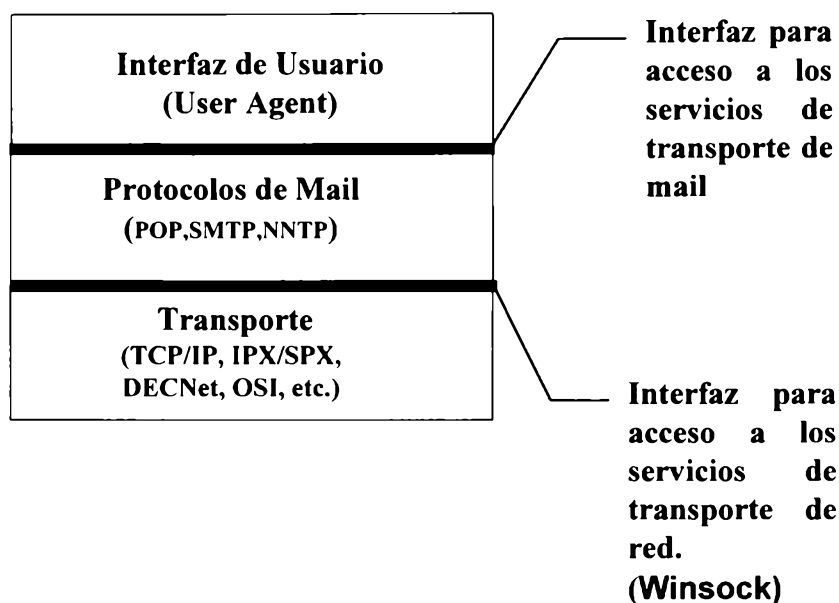 Interfaz de Usuario
(User Agent)
Protocolos de Mail
(POP,SMTP,NNTP)
Transporte
(TCP/IP, IPX/SPX,
DECNet, OSI, etc.)
Interfaz para
acceso a los
servicios de
transporte de
mail
Interfaz para
acceso a los
servicios de
transporte de
red.
(Winsock)